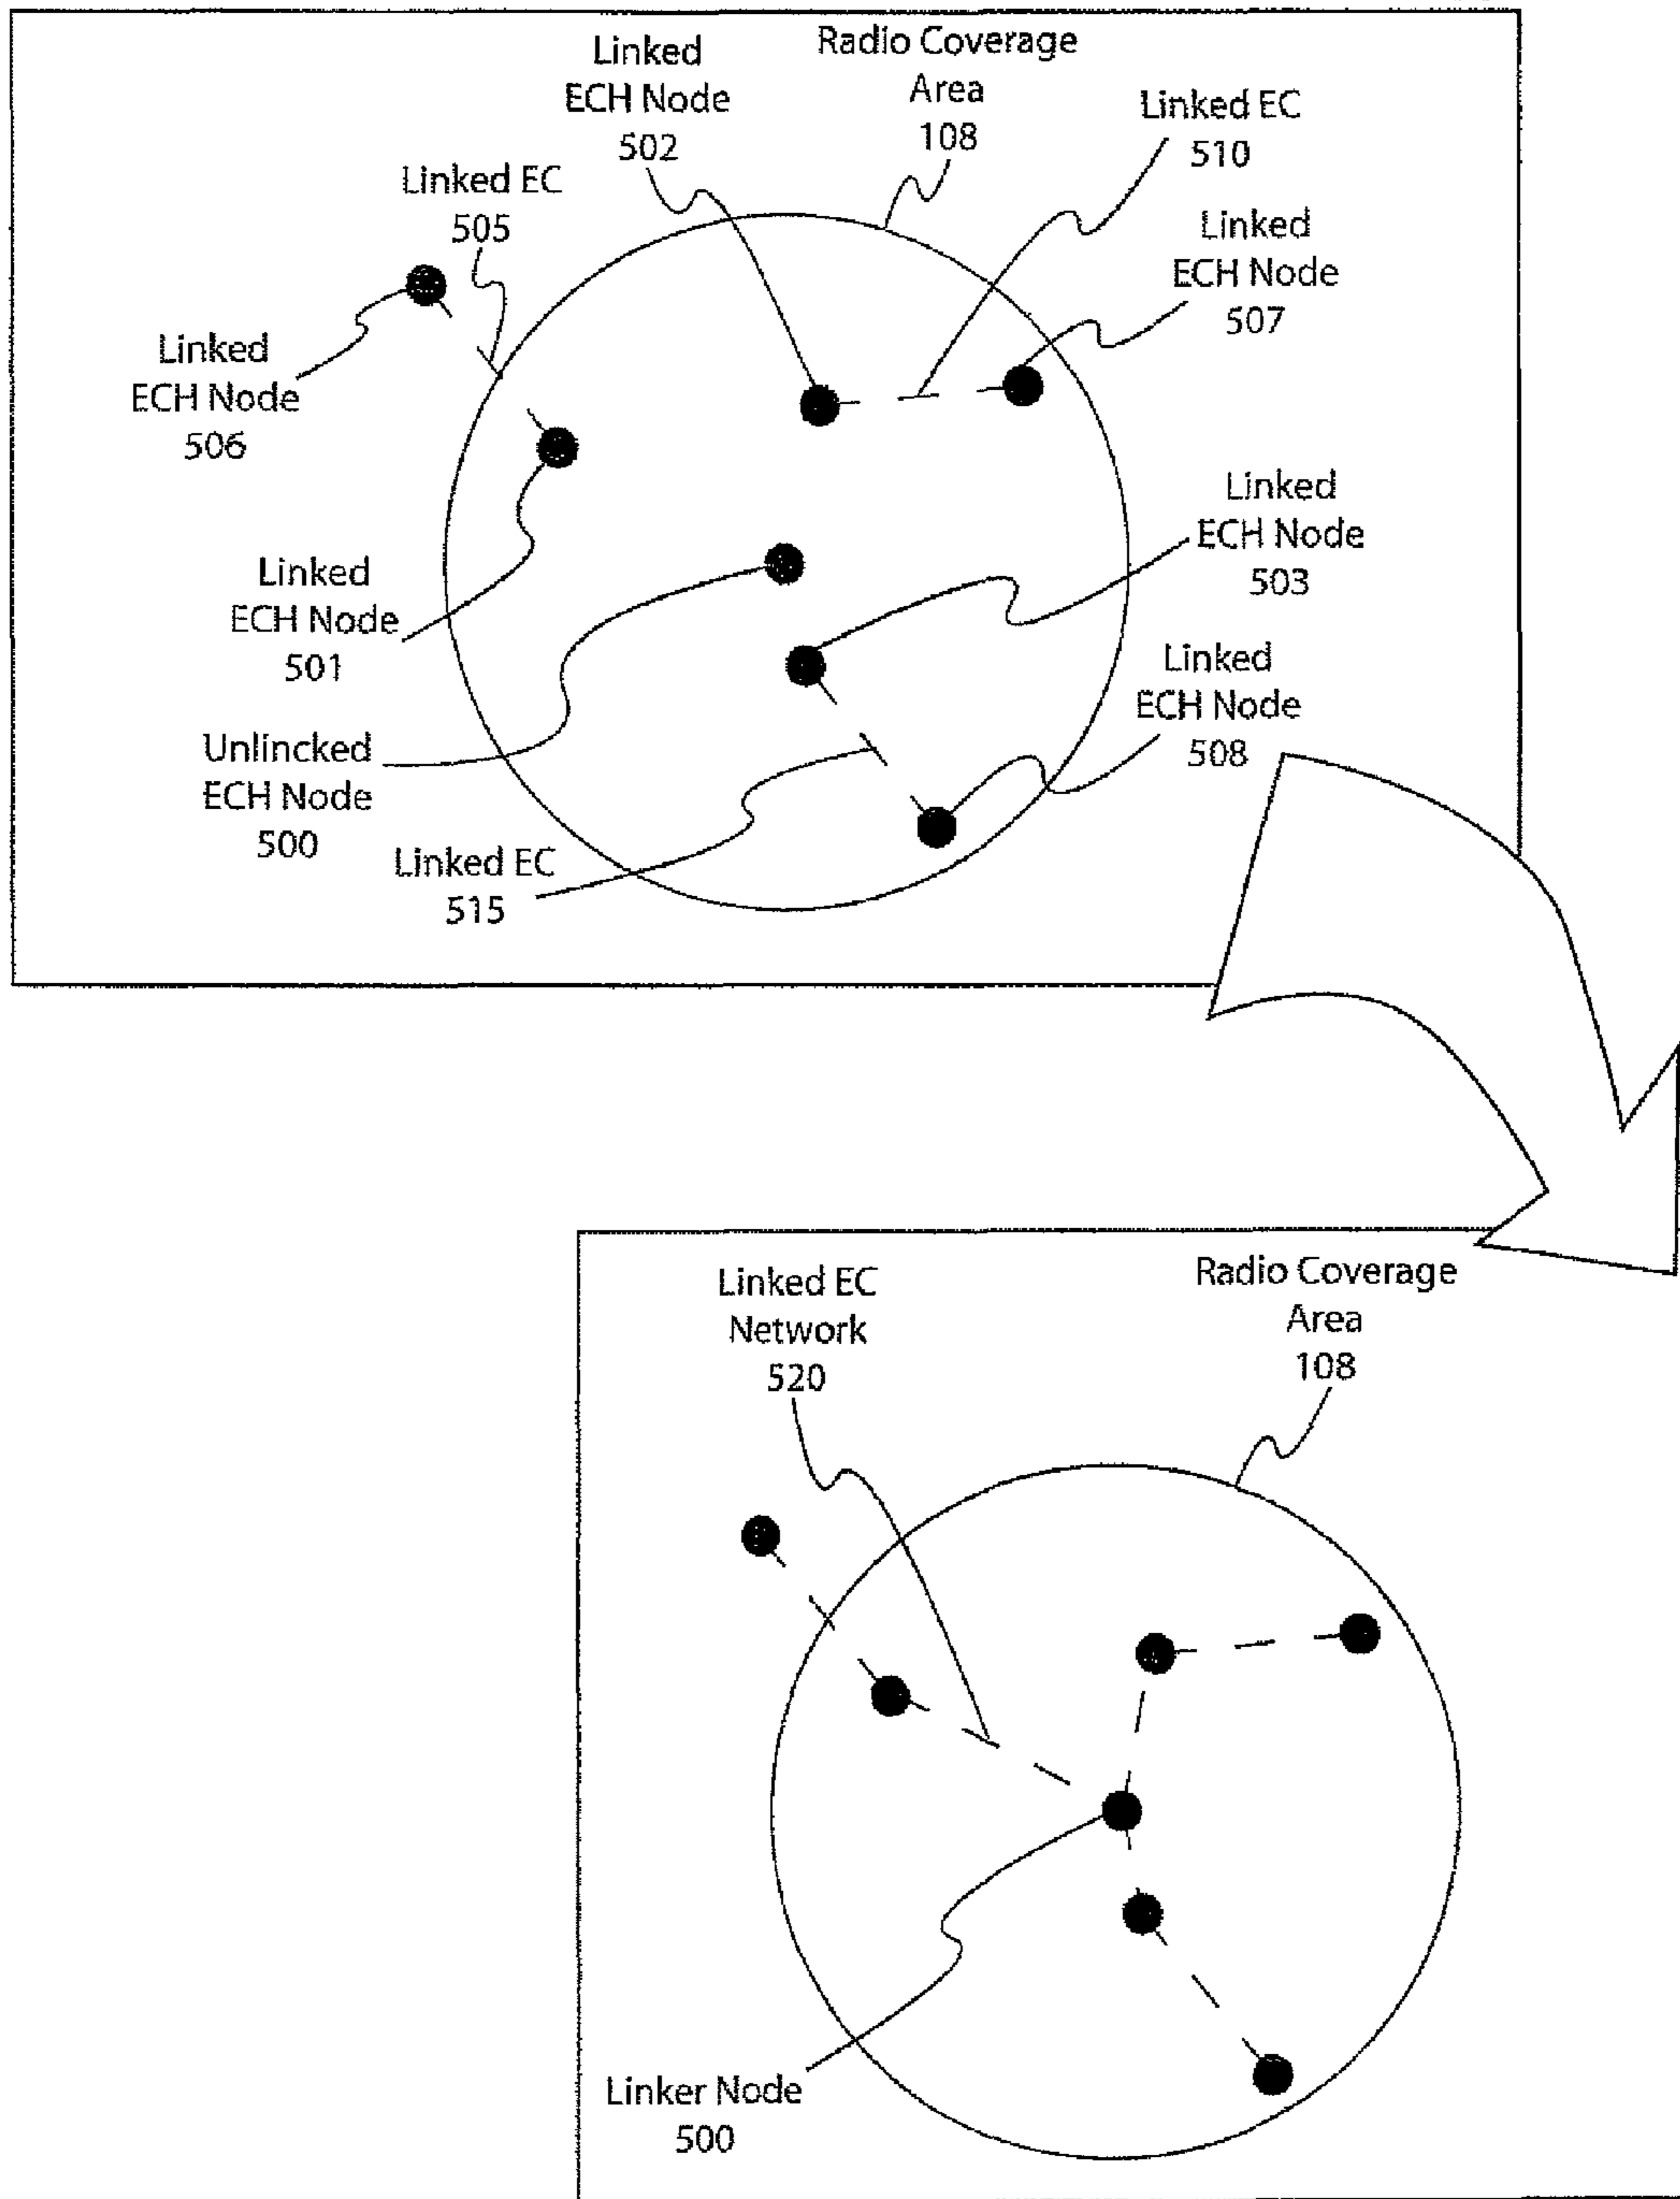 Linked
ECH Node
502
Radio Coverage
Area
108
Linked EC
510
Linked EC
505
Linked
ECH Node
507
Linked
ECH Node
506
Linked
ECH Node
503
Linked
ECH Node
501
Linked
ECH Node
508
Unlincked
ECH Node
500
Linked EC
515
Linked EC
Network
520
Radio Coverage
Area
108
Linker Node
500